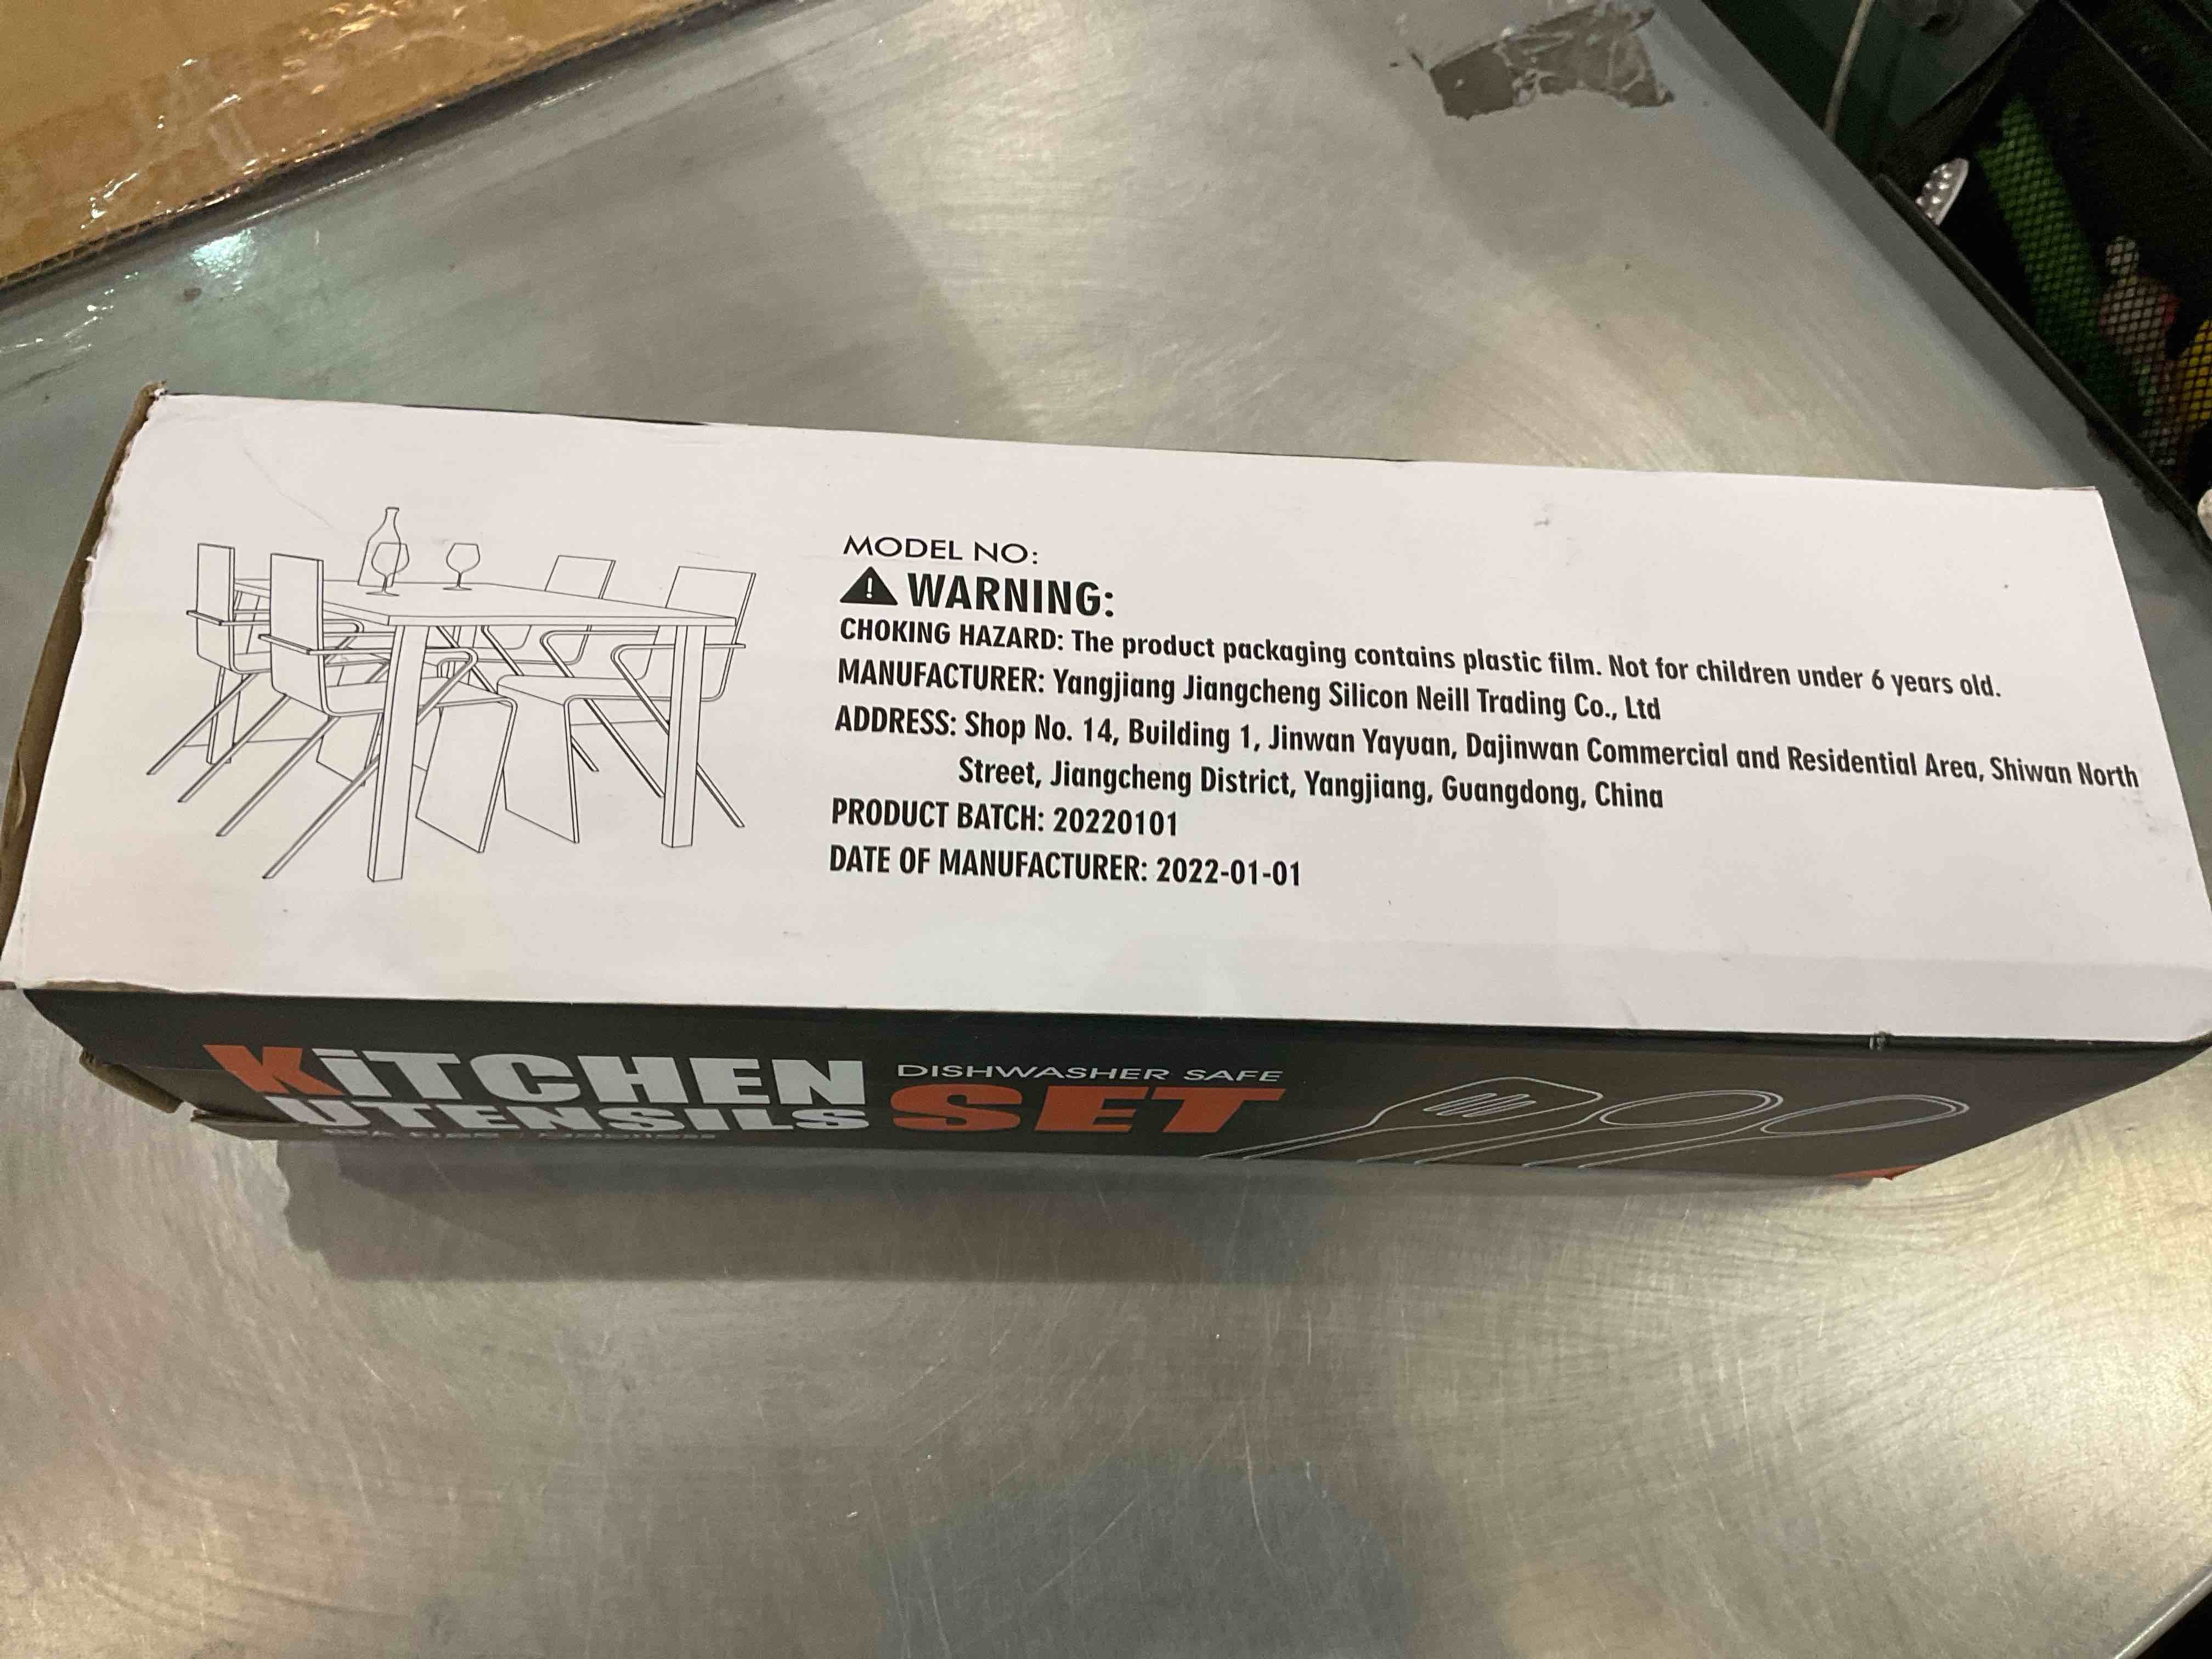 MODEL NO:
WARNING:
CHOKING HAZARD: The product packaging contains plastic film. Not for children under 6 years old.
MANUFACTURER: Yangjiang Jiangcheng Silicon Neill Trading Co., Ltd
ADDRESS: Shop No. 14, Building 1, Jinwan Yayuan, Dajinwan Commercial and Residential Area, Shiwan North
Street, Jiangcheng District, Yangjiang, Guangdong, China
PRODUCT BATCH: 20220101
DATE OF MANUFACTURER: 2022-01-01
KiTCHEN
DISHWASHER SAFE
UTENSILS SET